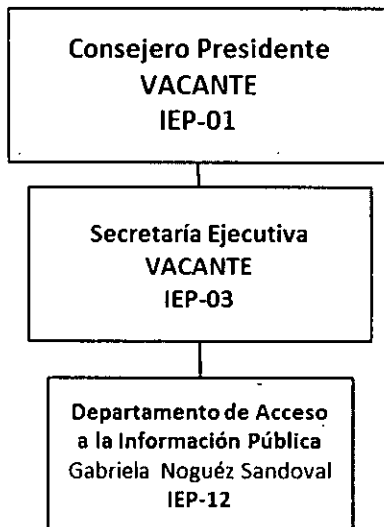 Consejero Presidente
VACANTE
IEP-01
Secretaría Ejecutiva
VACANTE
IEP-03
Departamento de Acceso
a la Información Pública
Gabriela Noguéz Sandoval
IEP-12